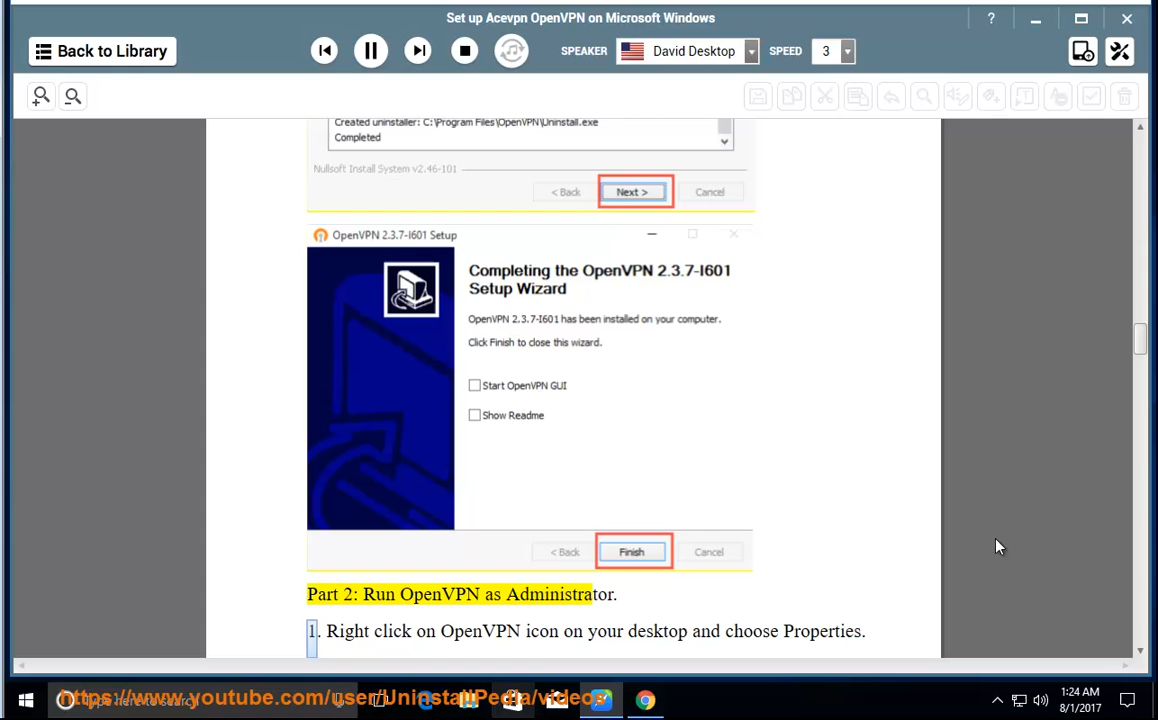 Set up Acevpn OpenVPN on Microsoft Windows
?
Back to Library
SPEAKER
David Desktop
SPEED
3
Created uninstaller: C:\Program Files\OpenVPN\Uninstall.exe
Completed
Nullsoft Install System v2.46-101
< Back
Next >
Cancel
OpenVPN 2.3.7-I601 Setup
Completing the OpenVPN 2.3.7-I601
Setup Wizard
OpenVPN 2.3.7-I601 has been installed on your computer.
Click Finish to close this wizard.
Start OpenVPN GUI
Show Readme
< Back
Finish
Cancel
Part 2: Run OpenVPN as Administrator.
1. Right click on OpenVPN icon on your desktop and choose Properties.
Type here to search
https://www.youtube.com/user/UninstallPedia/videos
1:24 AM
8/1/2017